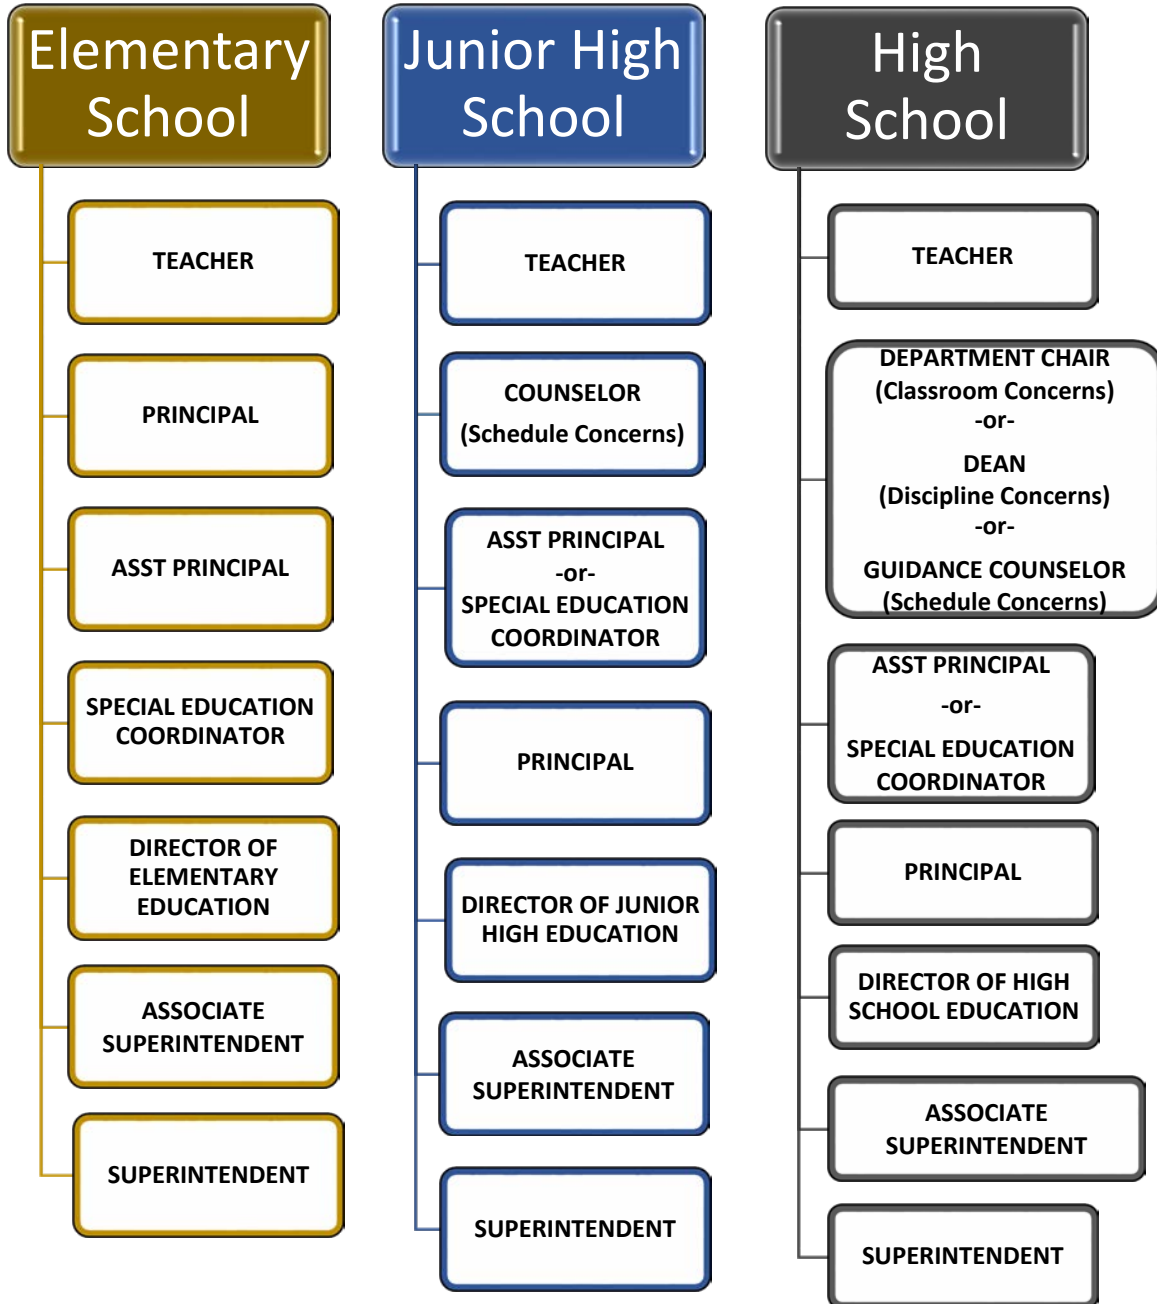 Elementary
School
TEACHER
PRINCIPAL
ASST PRINCIPAL
SPECIAL EDUCATION
COORDINATOR
DIRECTOR OF
ELEMENTARY
EDUCATION
ASSOCIATE
SUPERINTENDENT
SUPERINTENDENT
Junior High
School
TEACHER
COUNSELOR
(Schedule Concerns)
ASST PRINCIPAL
-or-
SPECIAL EDUCATION
COORDINATOR
PRINCIPAL
DIRECTOR OF JUNIOR
HIGH EDUCATION
ASSOCIATE
SUPERINTENDENT
SUPERINTENDENT
High
School
TEACHER
DEPARTMENT CHAIR
(Classroom Concerns)
-or-
DEAN
(Discipline Concerns)
-or-
GUIDANCE COUNSELOR
(Schedule Concerns)
ASST PRINCIPAL
-or-
SPECIAL EDUCATION
COORDINATOR
PRINCIPAL
DIRECTOR OF HIGH
SCHOOL EDUCATION
ASSOCIATE
SUPERINTENDENT
SUPERINTENDENT